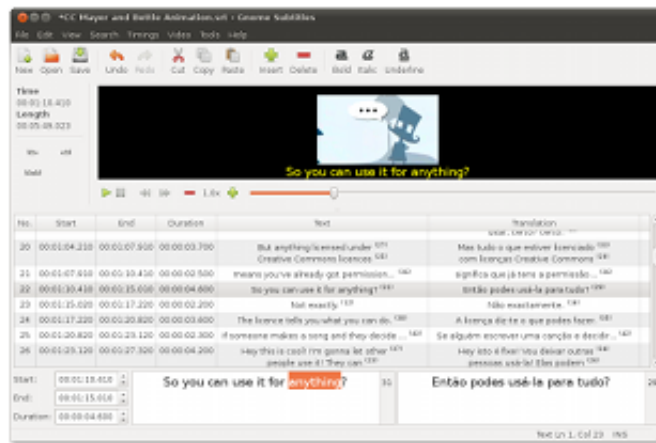 *CC Mayer and Bettle Animation.srt - Gnome Subtitles
File Edit View Search Timings Video Tools Help
New Open Save Undo Redo Cut Copy Paste Insert Delete Bold Italic Underline
Time
00:01:10.410
Length
00:05:49.023
So you can use it for anything?
1.0x
No. Start End Duration Text Translation
20 00:01:04.210 00:01:07.910 00:00:03.700 But anything licensed under Mas tudo o que estiver licenciado
Creative Commons licences com licenças Creative Commons
21 00:01:07.910 00:01:10.410 00:00:02.500 means you've already got permission... significa que já tens a permissão...
22 00:01:10.410 00:01:15.010 00:00:04.600 So you can use it for anything? Então podes usá-la para tudo?
23 00:01:15.020 00:01:17.220 00:00:02.200 Not exactly. Não exactamente.
24 00:01:17.220 00:01:20.820 00:00:03.600 The licence tells you what you can do. A licença diz-te o que podes fazer.
25 00:01:20.820 00:01:23.120 00:00:02.300 If someone makes a song and they decide ... Se alguém escrever uma canção e decidir...
26 00:01:23.120 00:01:27.320 00:00:04.200 Hey this is cool! I'm gonna let other Hey isto é fixe! Vou deixar outras
people use it! They can pessoas usá-la! Elas podem
Start: 00:01:10.410 So you can use it for anything? 31 Então podes usá-la para tudo?
End: 00:01:15.010
Duration: 00:00:04.600
Text Ln 1, Col 23 INS